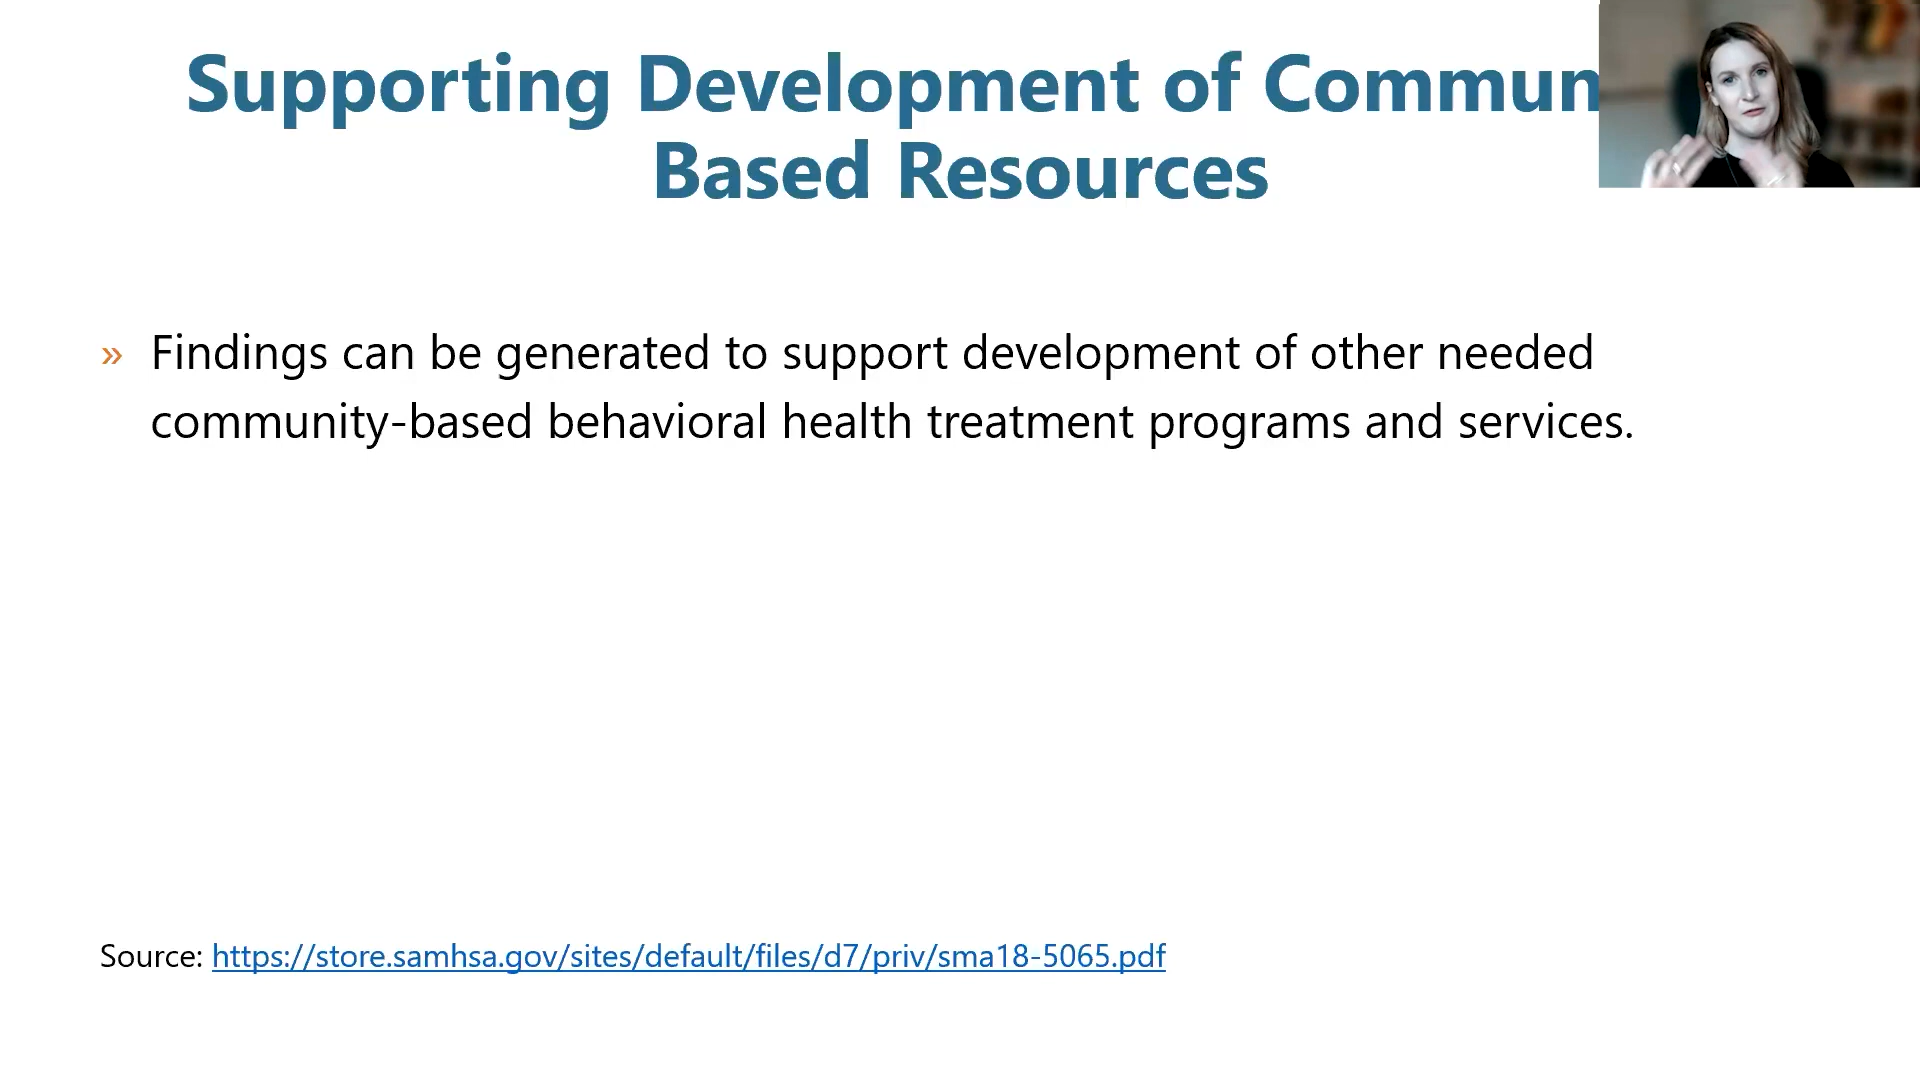 Supporting Development of Commun
Based Resources
» Findings can be generated to support development of other needed
community-based behavioral health treatment programs and services.
Source: https://store.samhsa.gov/sites/default/files/d7/priv/sma18-5065.pdf